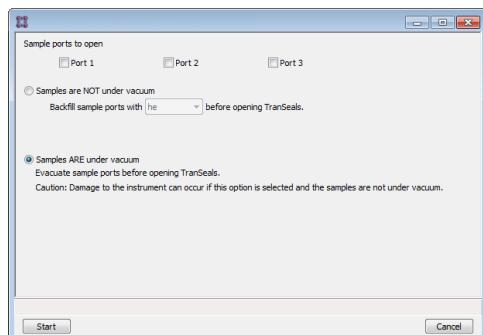 Sample ports to open
Port 1 Port 2 Port 3
Samples are NOT under vacuum
Backfill sample ports with he before opening TranSeals.
Samples ARE under vacuum
Evacuate sample ports before opening TranSeals.
Caution: Damage to the instrument can occur if this option is selected and the samples are not under vacuum.
Start Cancel